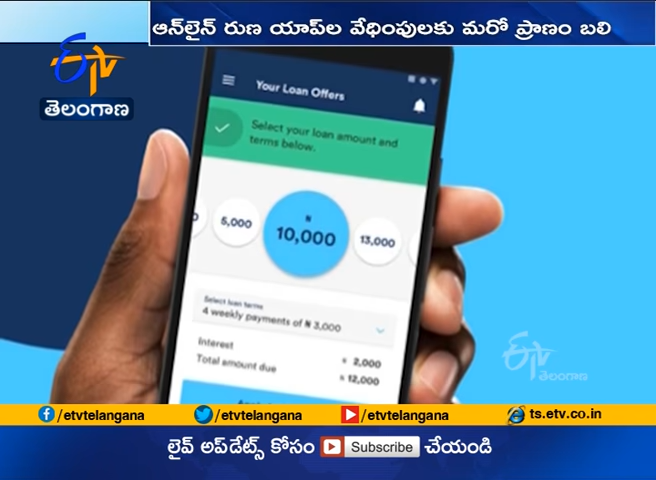 ఆన్‌లైన్ రుణ యాప్‌ల వేధింపులకు మరో ప్రాణం బలి
ETV
తెలంగాణ
Your Loan Offers
Select your loan amount and
terms below.
5,000
₦
10,000
13,000
Select loan terms
4 weekly payments of ₦ 3,000
Interest
₦ 2,000
Total amount due
₦ 12,000
ETV
తెలంగాణ
/etvtelangana
/etvtelangana
/etvtelangana
ts.etv.co.in
లైవ్ అప్‌డేట్స్ కోసం Subscribe చేయండి